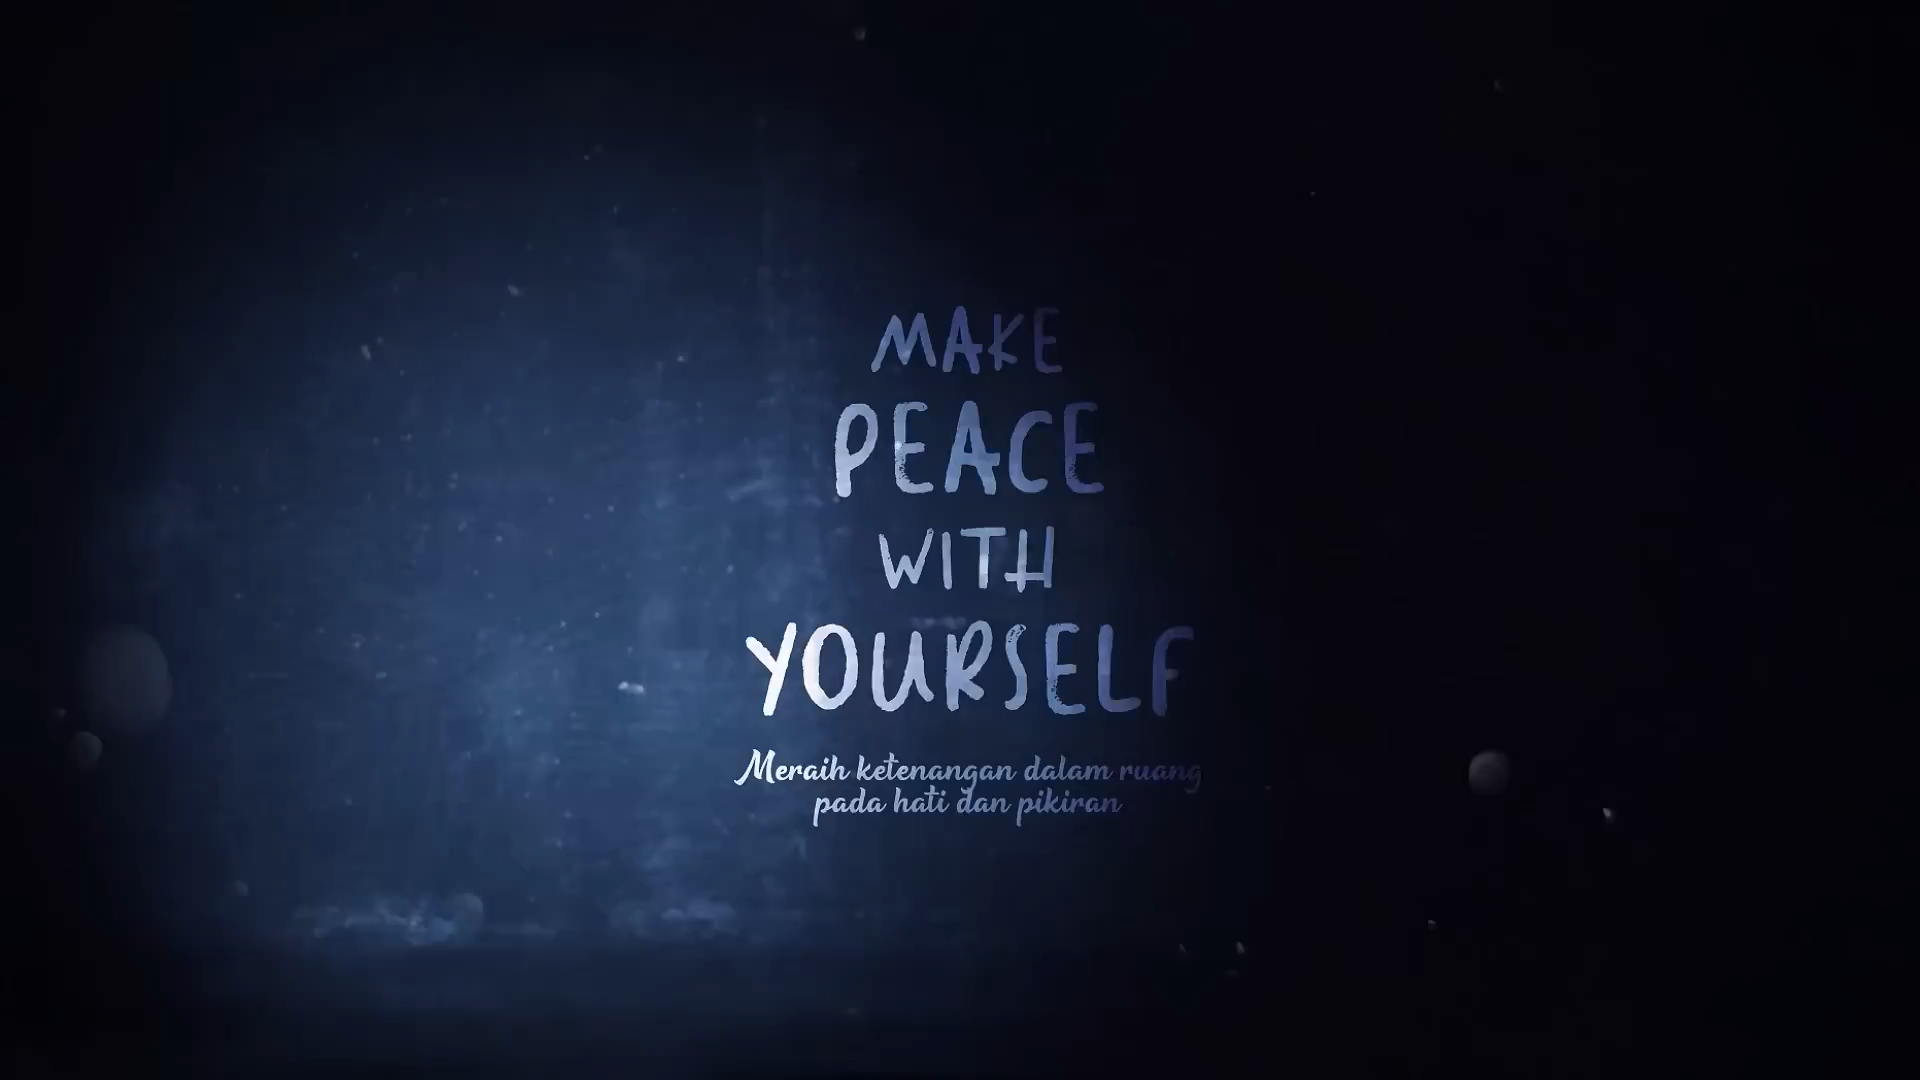 MAKE
PEACE
WITH
YOURSELF
Meraih ketenangan dalam ruang
pada hati dan pikiran